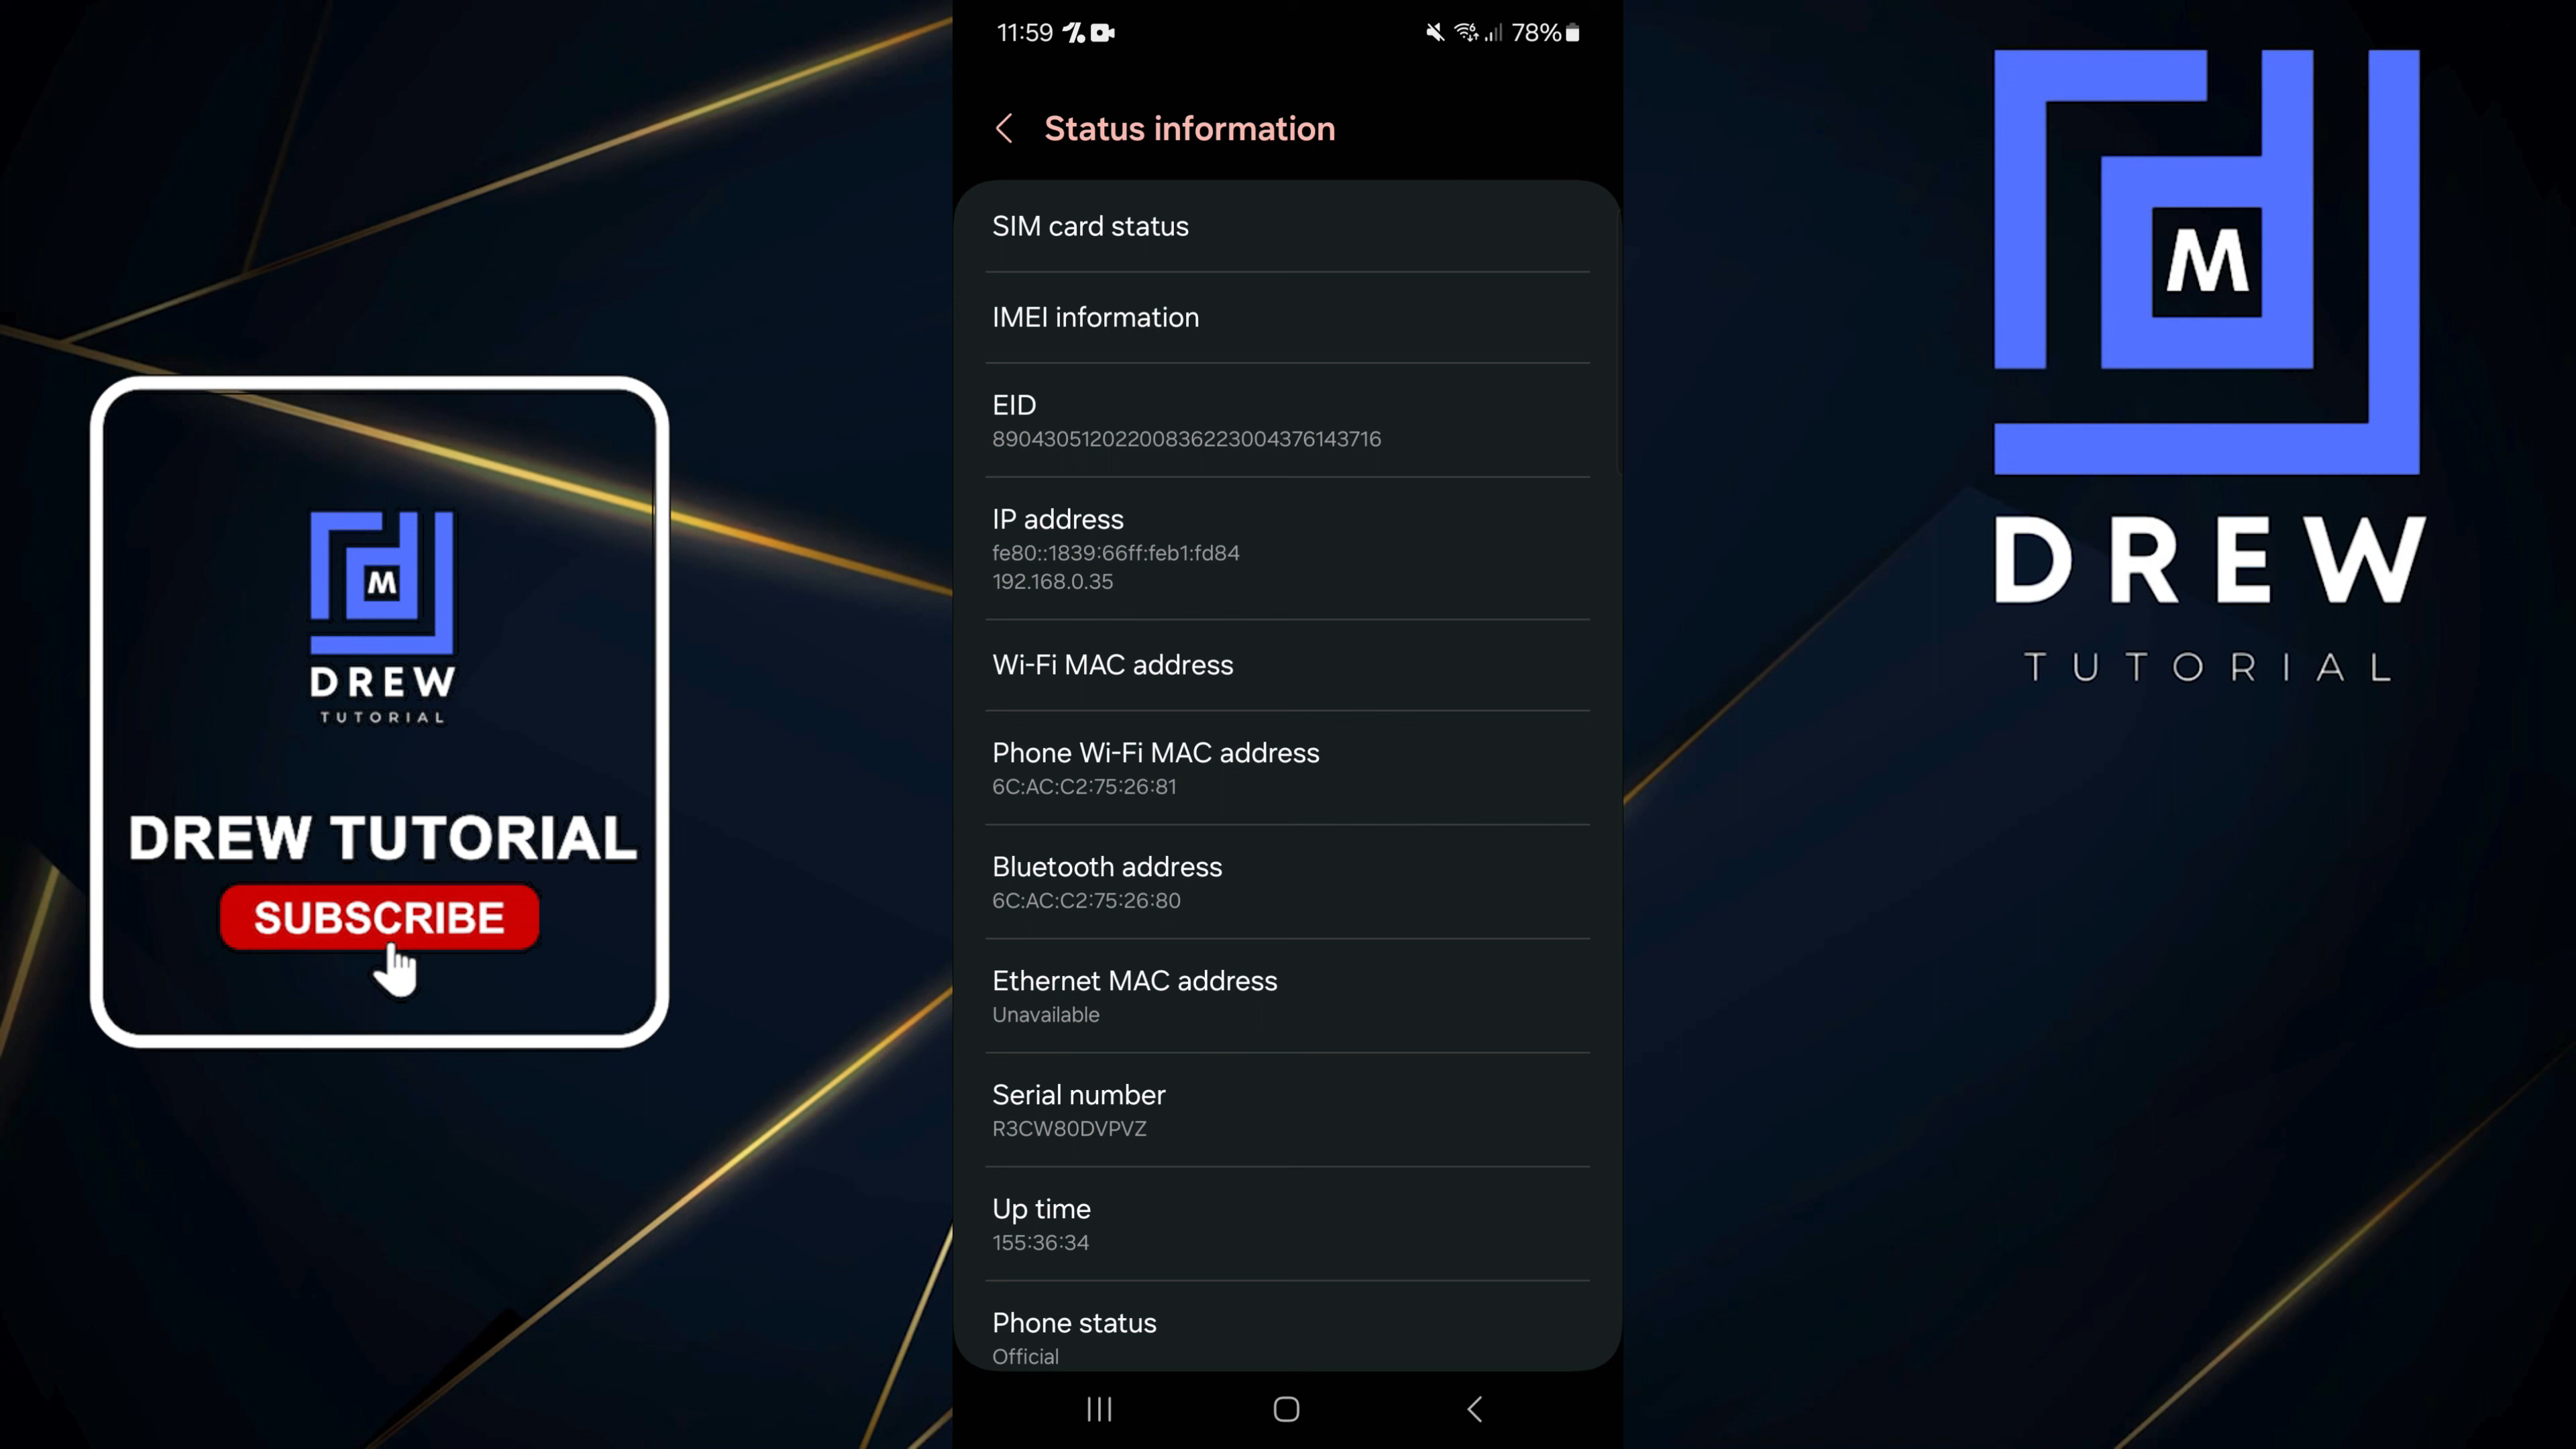 11:59
78%
Status information
SIM card status
IMEI information
EID
89043051202200836223004376143716
IP address
fe80::1839:66ff:feb1:fd84
192.168.0.35
Wi-Fi MAC address
Phone Wi-Fi MAC address
6C:AC:C2:75:26:81
Bluetooth address
6C:AC:C2:75:26:80
Ethernet MAC address
Unavailable
Serial number
R3CW80DVPVZ
Up time
155:36:34
Phone status
Official
M
DREW
TUTORIAL
DREW TUTORIAL
SUBSCRIBE
M
DREW
TUTORIAL